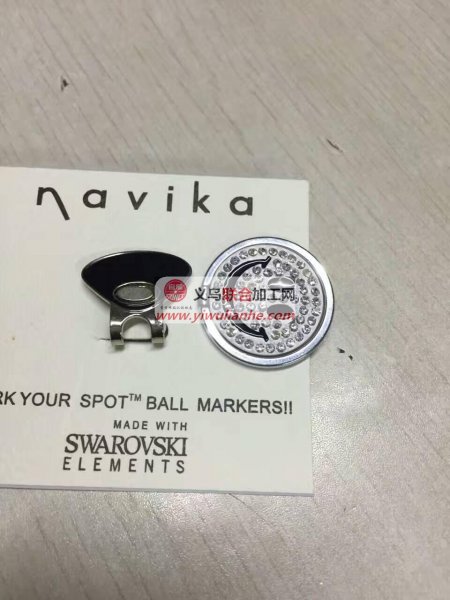 navika
义乌联合加工网
www.yiwulianhe.com
RK YOUR SPOT™ BALL MARKERS!!
MADE WITH
SWAROVSKI
ELEMENTS